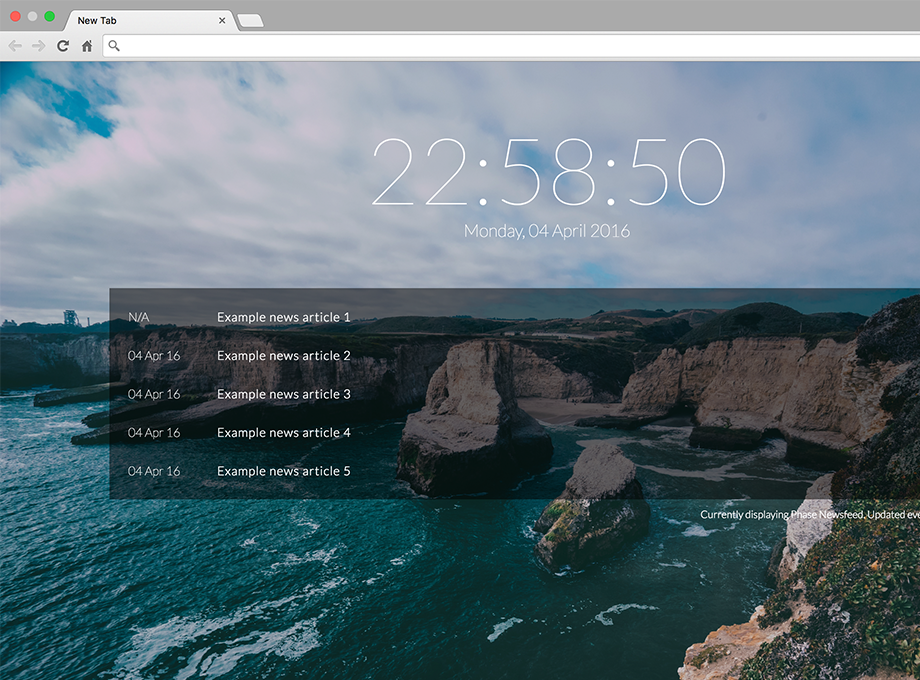 New Tab
22:58:50
Monday, 04 April 2016
N/A Example news article 1
04 Apr 16 Example news article 2
04 Apr 16 Example news article 3
04 Apr 16 Example news article 4
04 Apr 16 Example news article 5
Currently displaying Phase Newsfeed. Updated eve